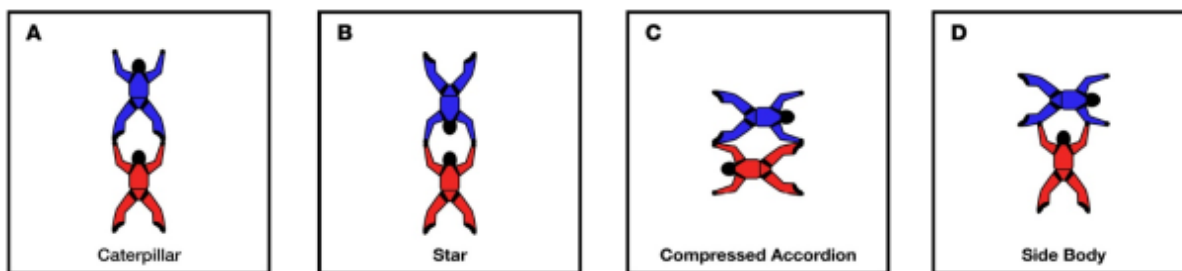 A
Caterpillar
B
Star
C
Compressed Accordion
D
Side Body